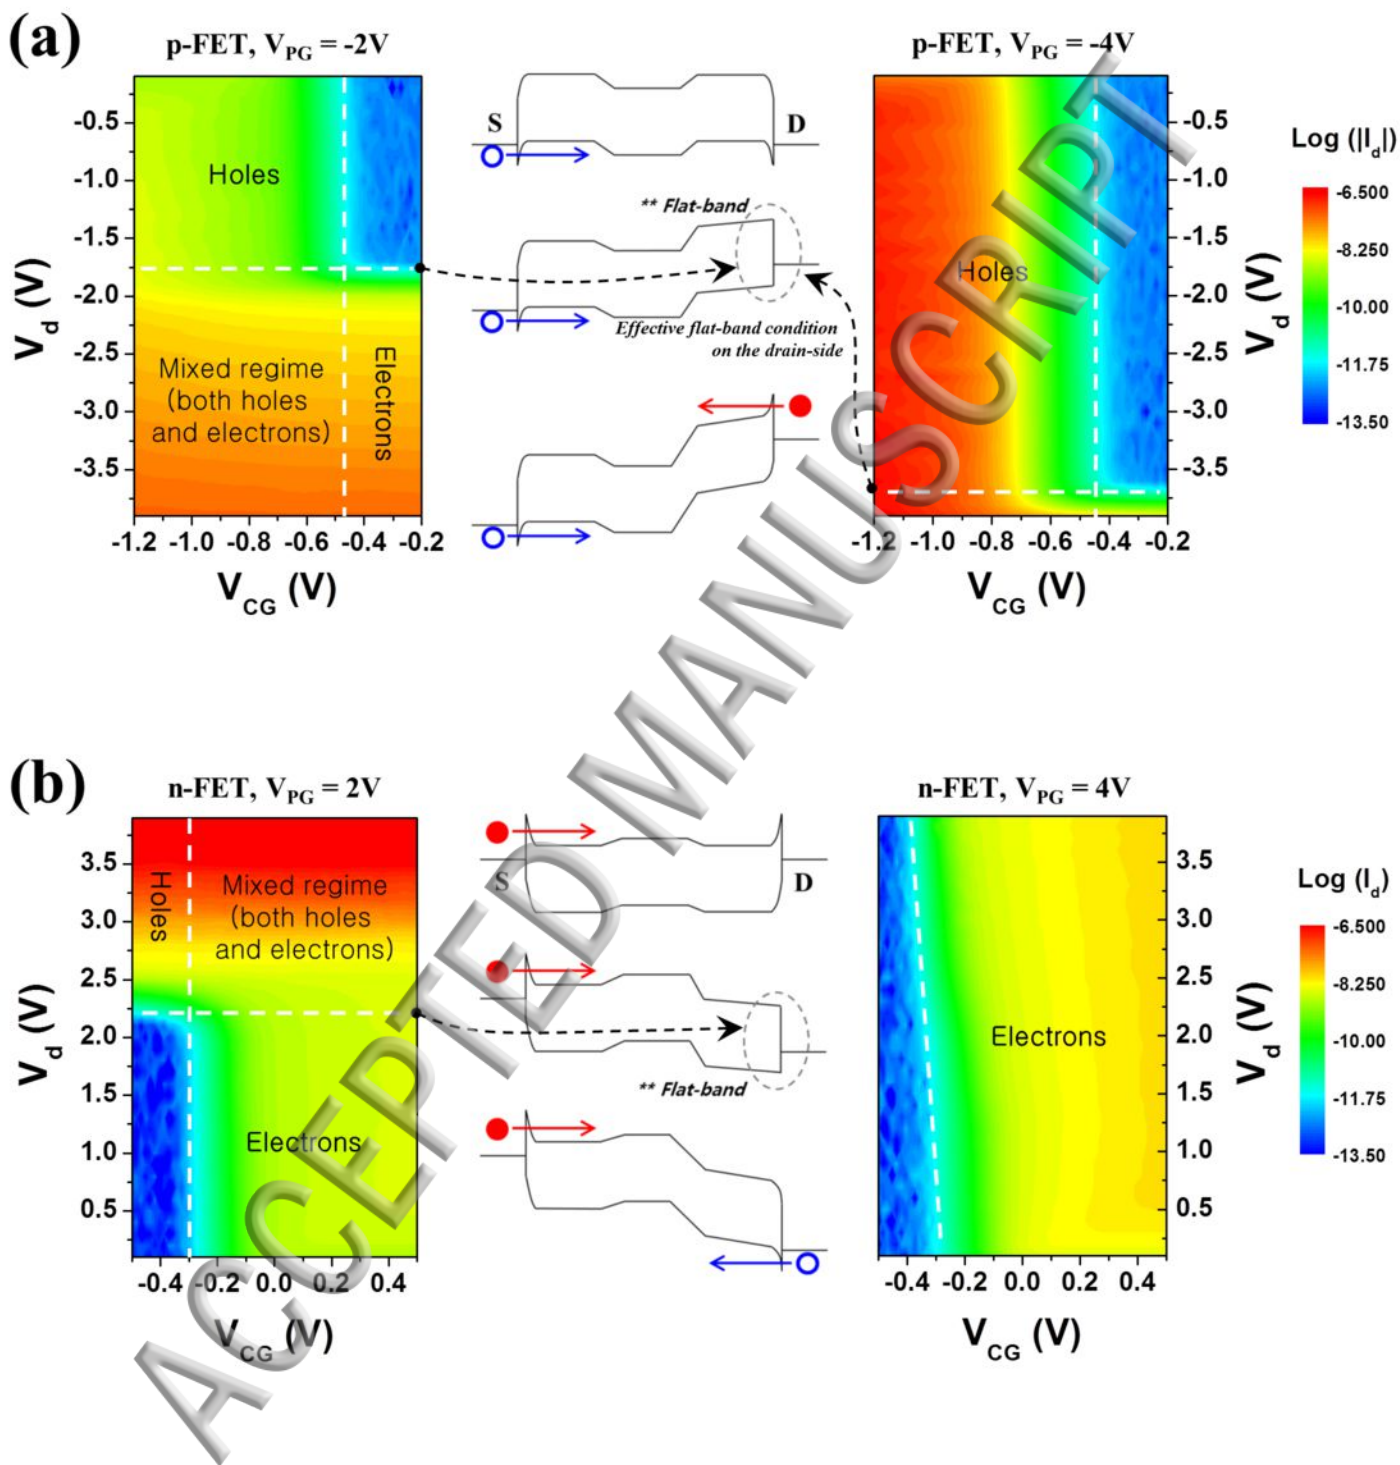 (a)
p-FET, V_PG = -2V
p-FET, V_PG = -4V
-0.5
-1.0
-1.5
-2.0
-2.5
-3.0
-3.5
V_d (V)
Holes
Mixed regime
(both holes
and electrons)
Electrons
-1.2 -1.0 -0.8 -0.6 -0.4 -0.2
V_CG (V)
S
D
** Flat-band
Effective flat-band condition
on the drain-side
Holes
-0.5
-1.0
-1.5
-2.0
-2.5
-3.0
-3.5
V_d (V)
-1.2 -1.0 -0.8 -0.6 -0.4 -0.2
V_CG (V)
Log (|I_d|)
-6.500
-8.250
-10.00
-11.75
-13.50
(b)
n-FET, V_PG = 2V
n-FET, V_PG = 4V
3.5
3.0
2.5
2.0
1.5
1.0
0.5
V_d (V)
Holes
Mixed regime
(both holes
and electrons)
Electrons
-0.4 -0.2 0.0 0.2 0.4
V_CG (V)
S
D
** Flat-band
Electrons
3.5
3.0
2.5
2.0
1.5
1.0
0.5
V_d (V)
-0.4 -0.2 0.0 0.2 0.4
V_CG (V)
Log (I_d)
-6.500
-8.250
-10.00
-11.75
-13.50
ACCEPTED MANUSCRIPT